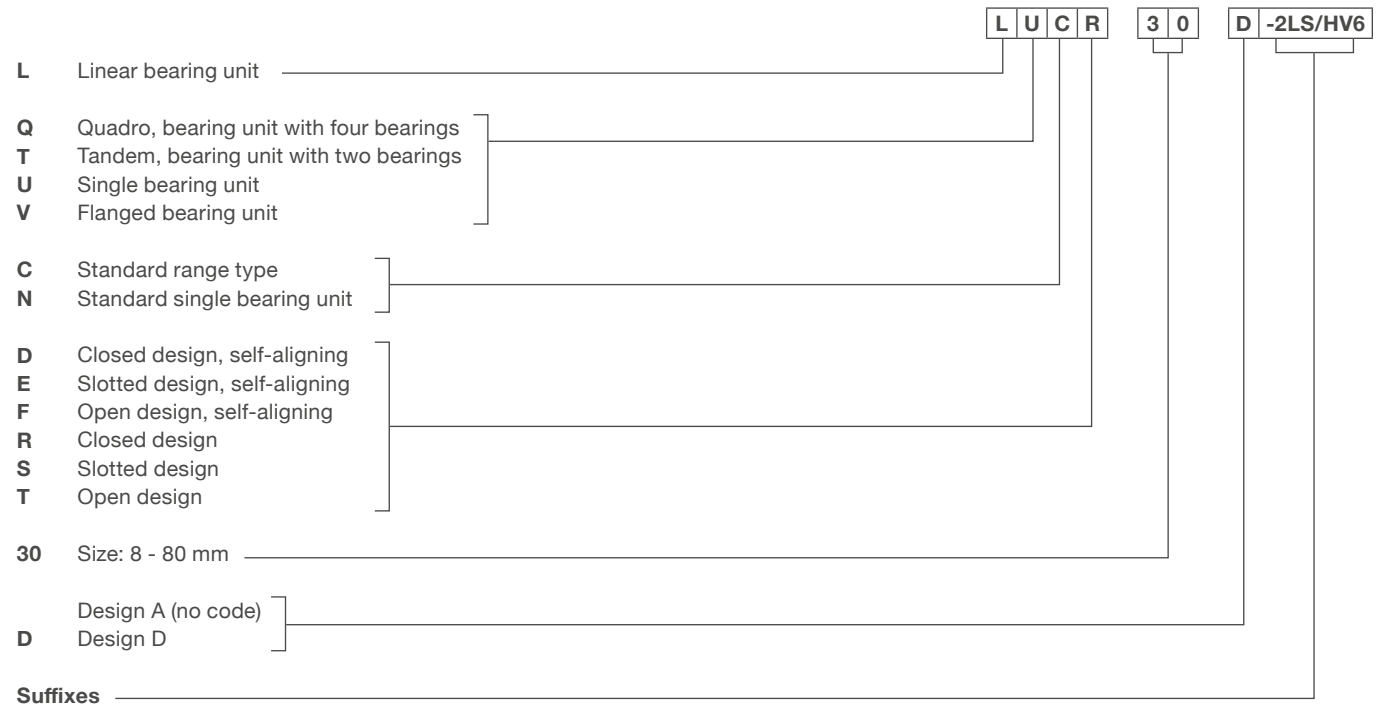 LUCR 30 D -2LS/HV6
L Linear bearing unit
Q Quadro, bearing unit with four bearings
T Tandem, bearing unit with two bearings
U Single bearing unit
V Flanged bearing unit
C Standard range type
N Standard single bearing unit
D Closed design, self-aligning
E Slotted design, self-aligning
F Open design, self-aligning
R Closed design
S Slotted design
T Open design
30 Size: 8 - 80 mm
Design A (no code)
D Design D
Suffixes